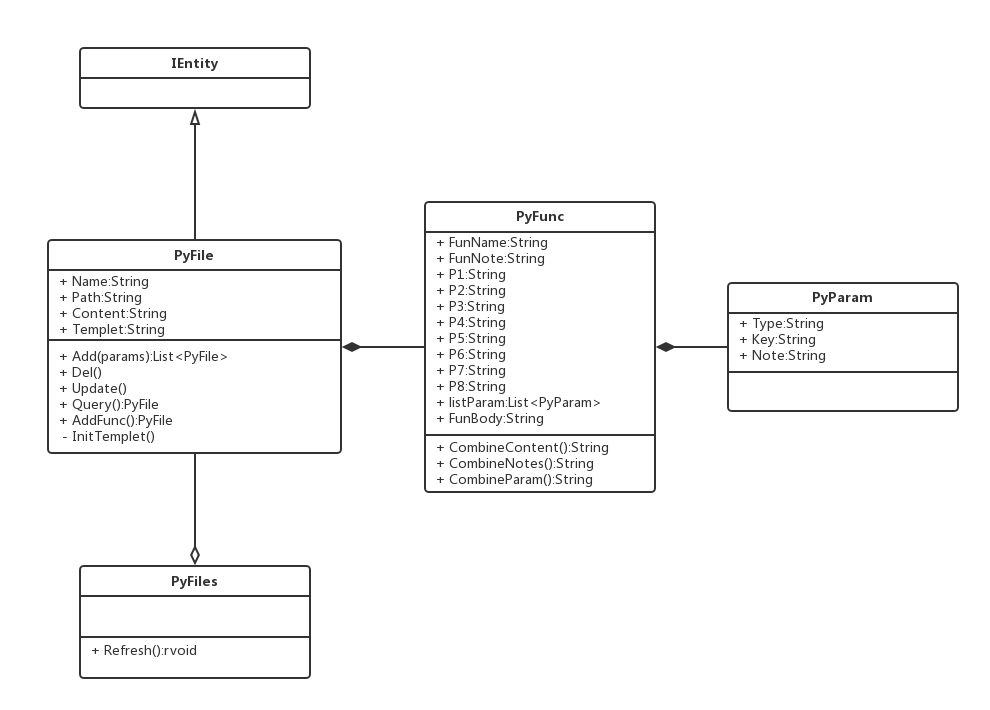 IEntity
PyFile
+ Name:String
+ Path:String
+ Content:String
+ Templet:String
+ Add(params):List<PyFile>
+ Del()
+ Update()
+ Query():PyFile
+ AddFunc():PyFile
- InitTemplet()
PyFunc
+ FunName:String
+ FunNote:String
+ P1:String
+ P2:String
+ P3:String
+ P4:String
+ P5:String
+ P6:String
+ P7:String
+ P8:String
+ listParam:List<PyParam>
+ FunBody:String
+ CombineContent():String
+ CombineNotes():String
+ CombineParam():String
PyParam
+ Type:String
+ Key:String
+ Note:String
PyFiles
+ Refresh():rvoid